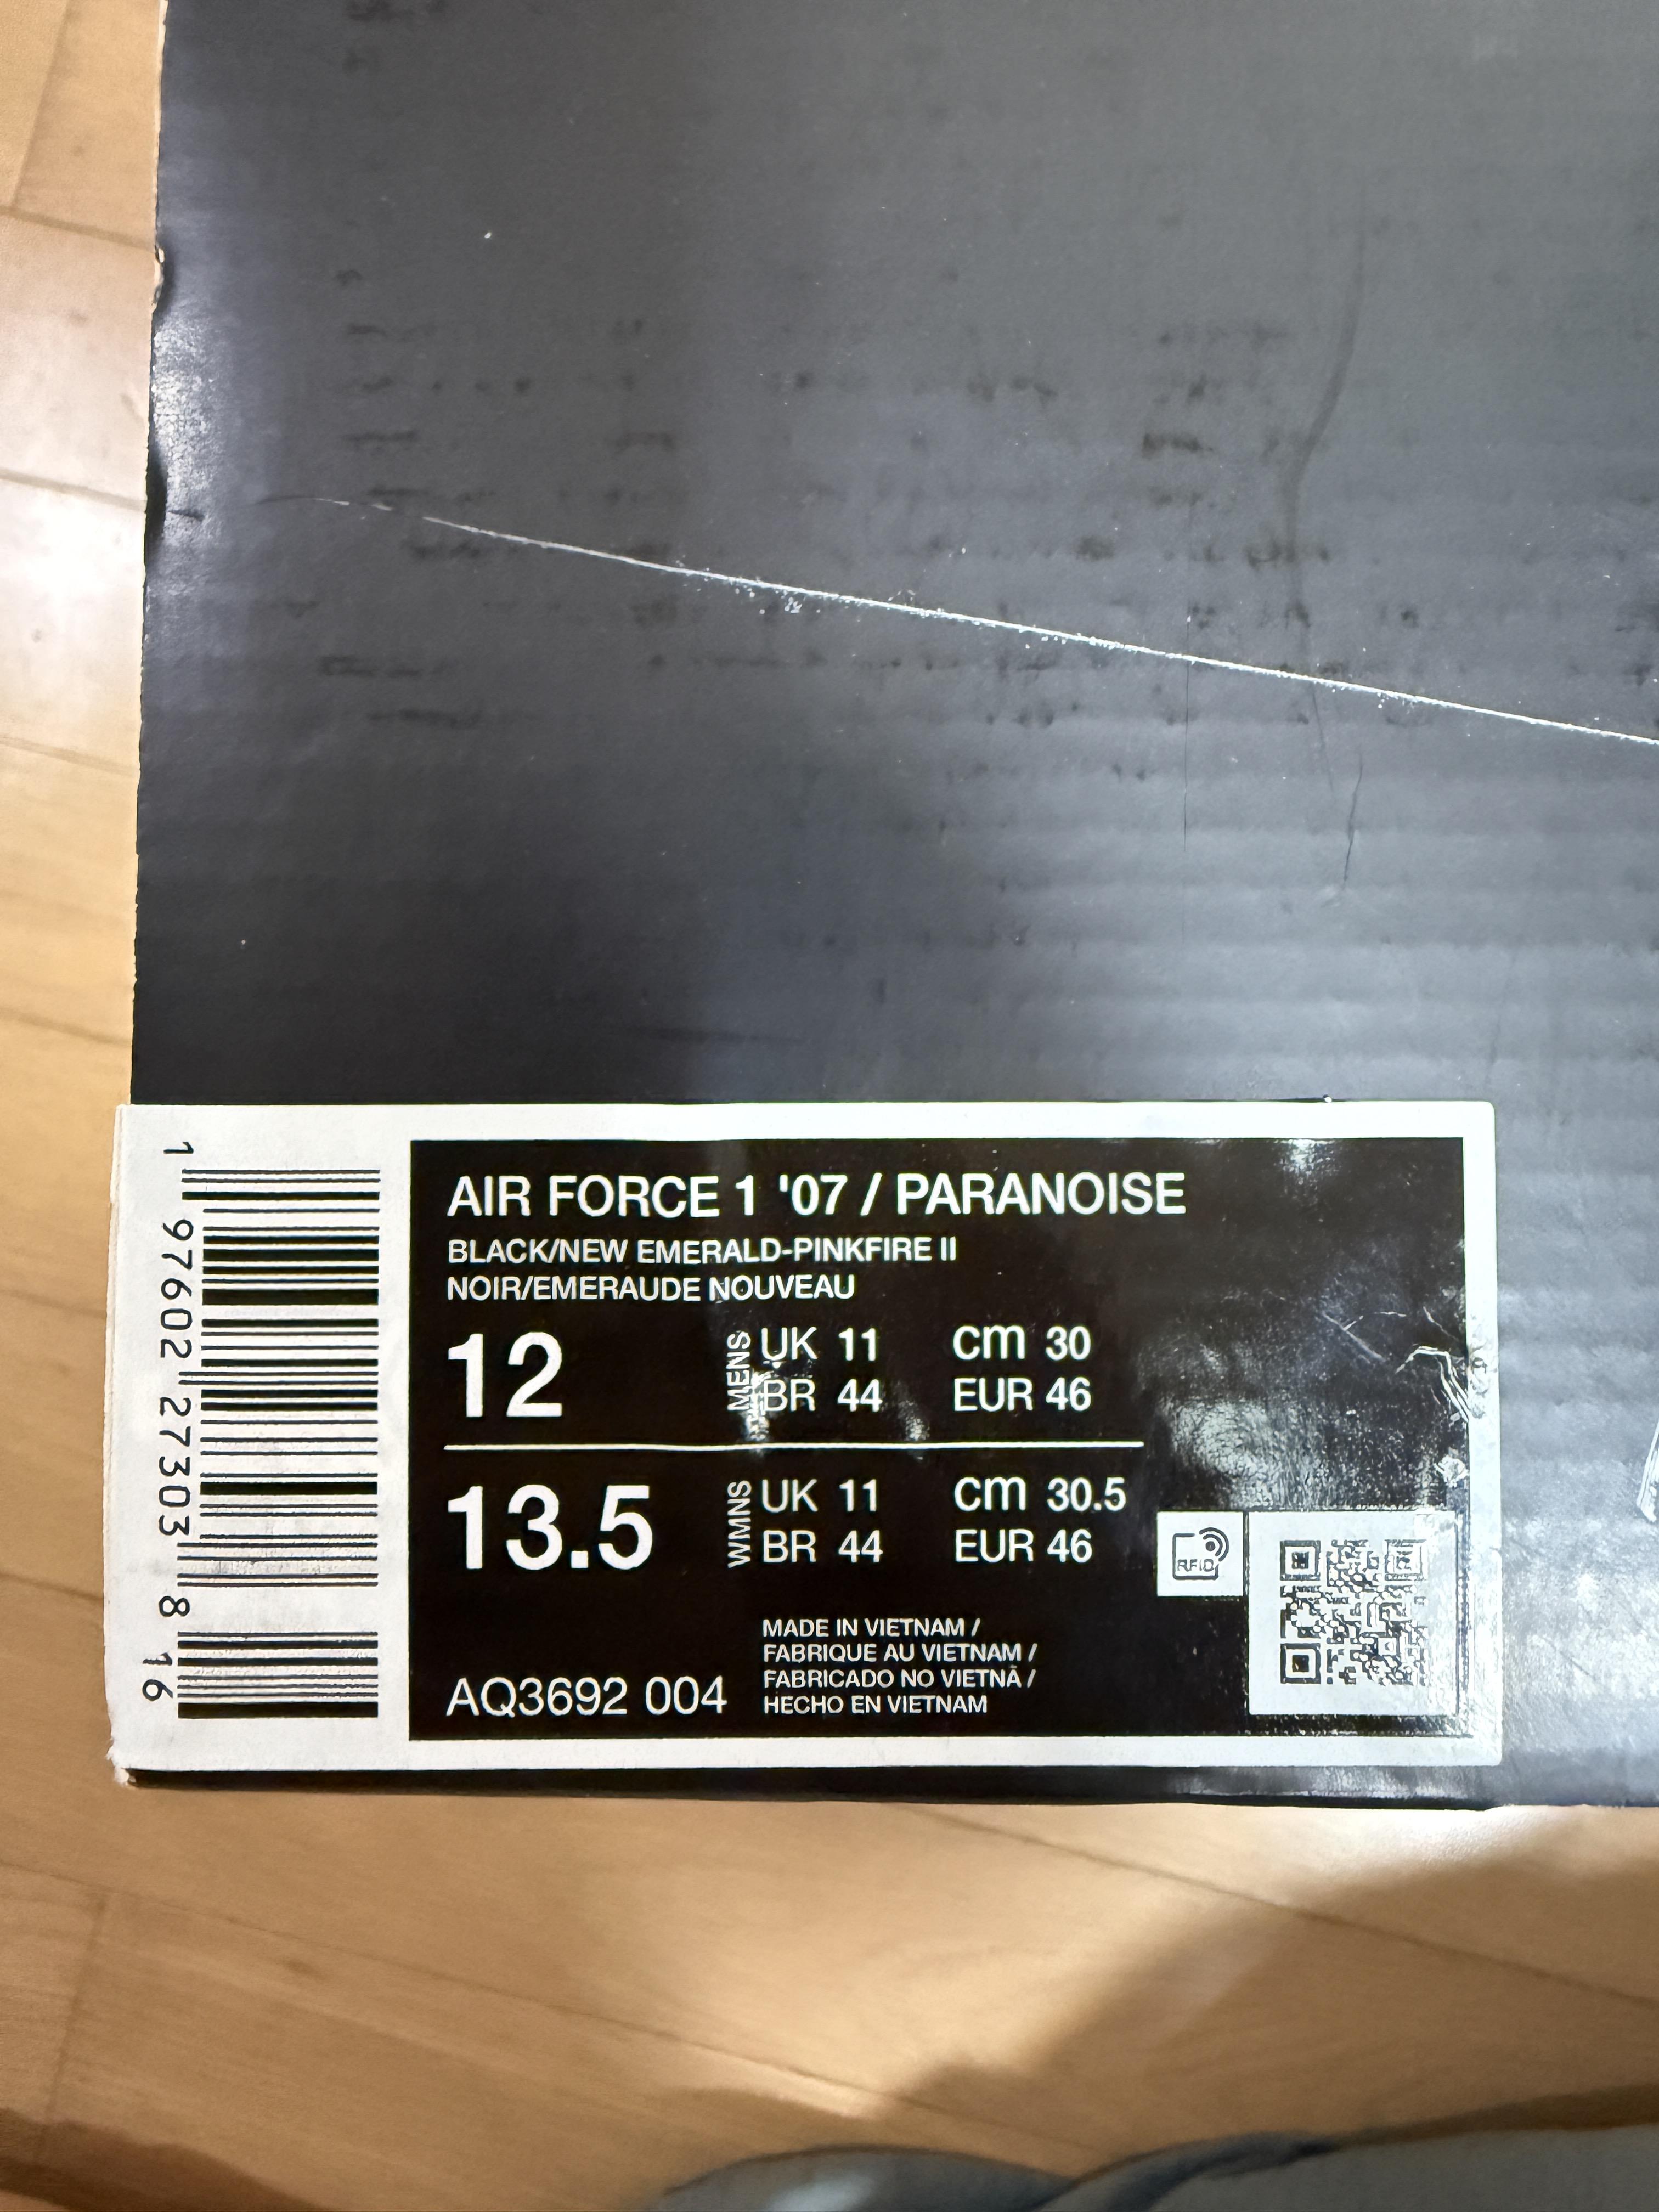 AIR FORCE 1 '07 / PARANOISE
BLACK/NEW EMERALD-PINKFIRE II
NOIR/EMERAUDE NOUVEAU
12 MENS UK 11 cm 30
BR 44 EUR 46
13.5 WMNS UK 11 cm 30.5
BR 44 EUR 46
RFID
MADE IN VIETNAM /
FABRIQUE AU VIETNAM /
FABRICADO NO VIETNÃ /
HECHO EN VIETNAM
AQ3692 004
1 97602 27303 8 16